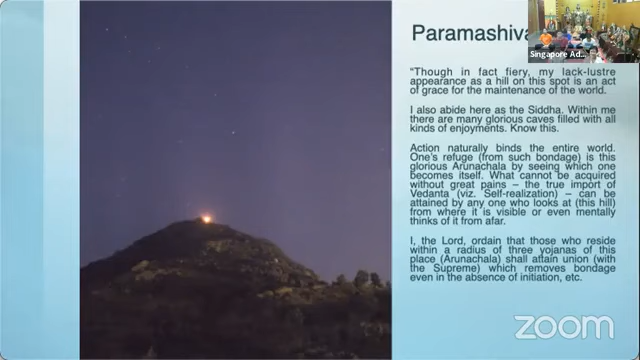 Paramashiva
Singapore Ad...
"Though in fact fiery, my lack-lustre
appearance as a hill on this spot is an act
of grace for the maintenance of the world.
I also abide here as the Siddha. Within me
there are many glorious caves filled with all
kinds of enjoyments. Know this.
Action naturally binds the entire world.
One's refuge (from such bondage) is this
glorious Arunachala by seeing which one
becomes itself. What cannot be acquired
without great pains – the true import of
Vedanta (viz. Self-realization) – can be
attained by any one who looks at (this hill)
from where it is visible or even mentally
thinks of it from afar.
I, the Lord, ordain that those who reside
within a radius of three yojanas of this
place (Arunachala) shall attain union (with
the Supreme) which removes bondage
even in the absence of initiation, etc.
zoom